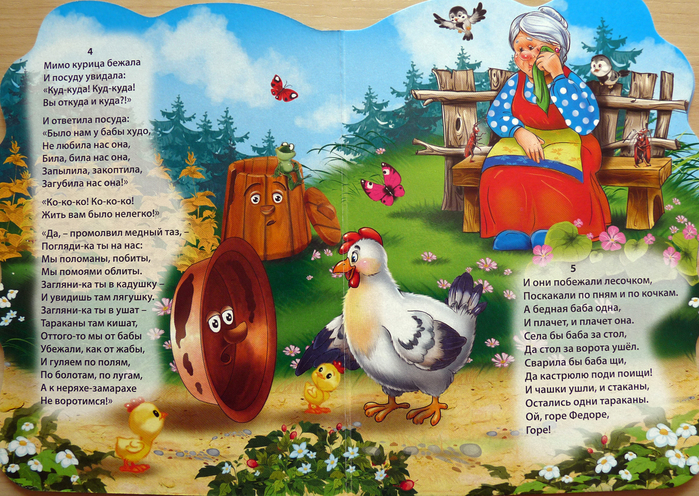 4
Мимо курица бежала
И посуду увидала:
«Куд-куда! Куд-куда!
Вы откуда и куда?!»
И ответила посуда:
«Было нам у бабы худо,
Не любила нас она,
Била, била нас она,
Запылила, закоптила,
Загубила нас она!»
«Ко-ко-ко! Ко-ко-ко!
Жить вам было нелегко!»
«Да, – промолвил медный таз, –
Погляди-ка ты на нас:
Мы поломаны, побиты,
Мы помоями облиты.
Загляни-ка ты в кадушку –
И увидишь там лягушку.
Загляни-ка ты в ушат –
Тараканы там кишат,
Оттого-то мы от бабы
Убежали, как от жабы,
И гуляем по полям,
По болотам, по лугам,
А к неряхе-замарахе
Не воротимся!»
5
И они побежали лесочком,
Поскакали по пням и по кочкам.
А бедная баба одна,
И плачет, и плачет она.
Села бы баба за стол,
Да стол за ворота ушёл.
Сварила бы баба щи,
Да кастрюлю поди поищи!
И чашки ушли, и стаканы,
Остались одни тараканы.
Ой, горе Федоре,
Горе!